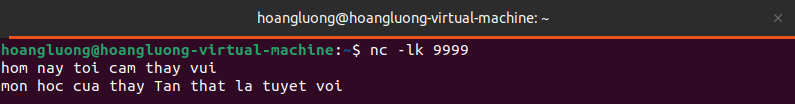 hoangluong@hoangluong-virtual-machine: ~
hoangluong@hoangluong-virtual-machine:~$ nc -lk 9999
hom nay toi cam thay vui
mon hoc cua thay Tan that la tuyet voi